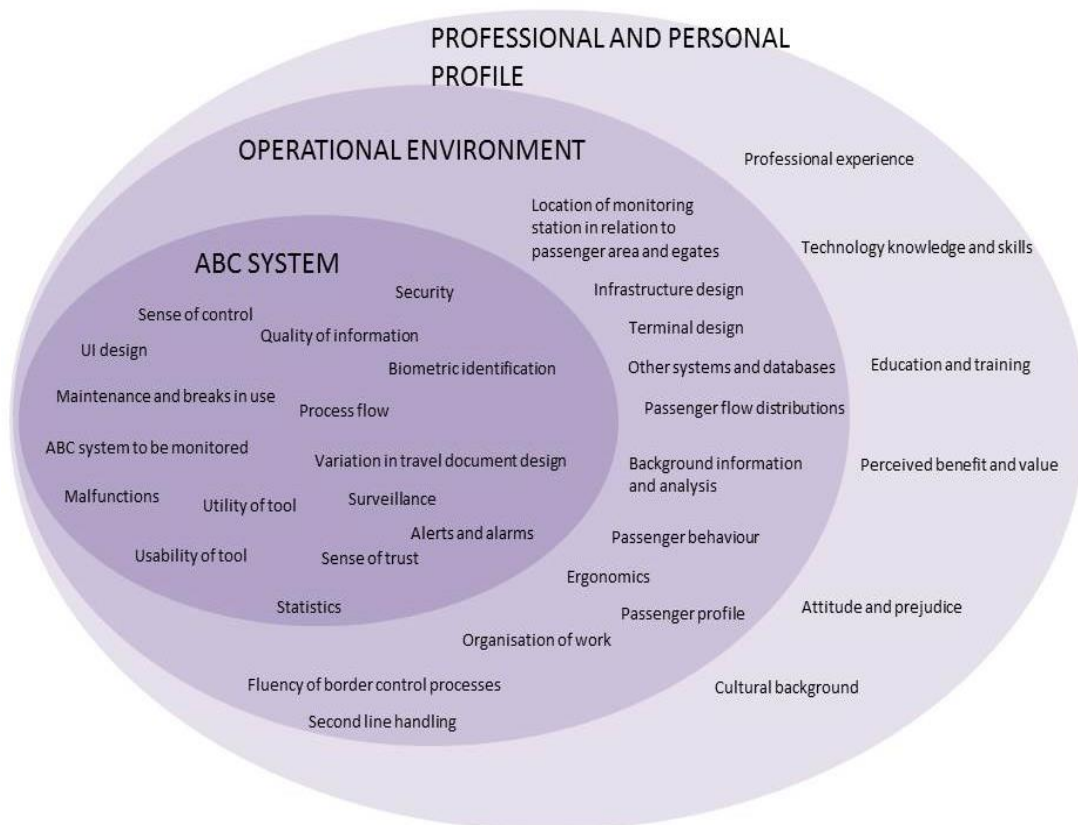 PROFESSIONAL AND PERSONAL
PROFILE
OPERATIONAL ENVIRONMENT
Professional experience
Location of monitoring
station in relation to
passenger area and egates
Technology knowledge and skills
ABC SYSTEM
Security
Infrastructure design
Sense of control
Quality of information
Terminal design
UI design
Biometric identification
Other systems and databases
Education and training
Maintenance and breaks in use
Process flow
Passenger flow distributions
ABC system to be monitored
Variation in travel document design
Background information
and analysis
Perceived benefit and value
Malfunctions
Utility of tool
Surveillance
Alerts and alarms
Passenger behaviour
Usability of tool
Sense of trust
Ergonomics
Statistics
Passenger profile
Attitude and prejudice
Organisation of work
Fluency of border control processes
Cultural background
Second line handling